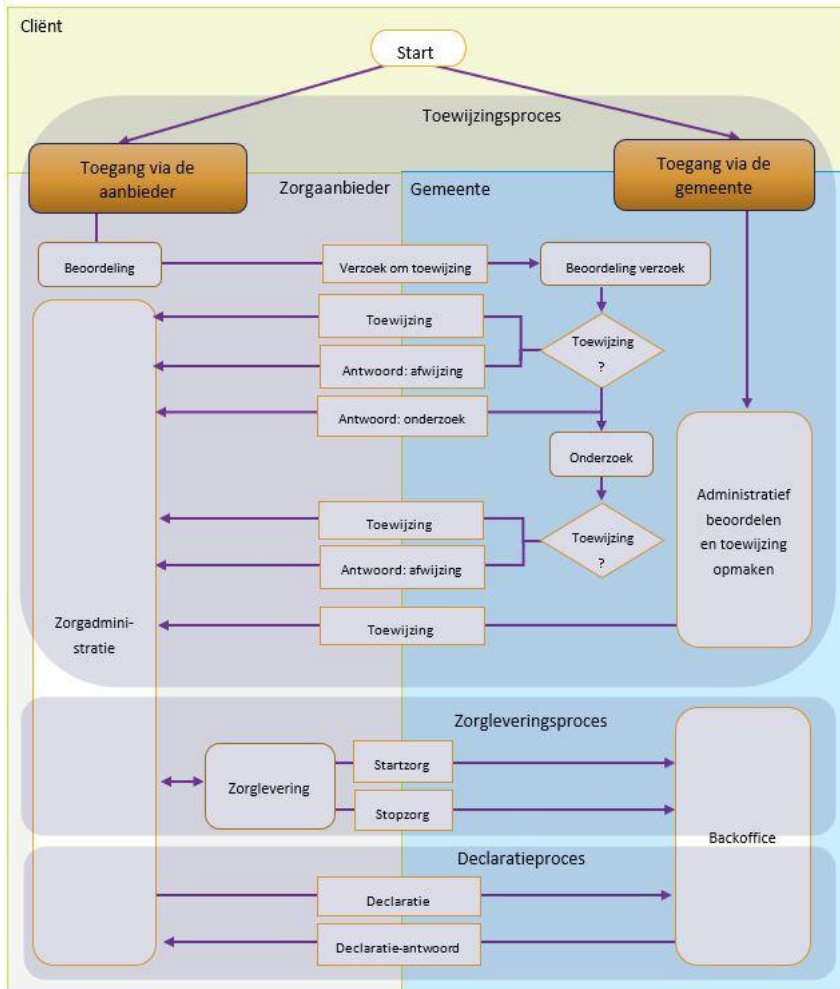 Cliënt
Start
Toewijzingsproces
Toegang via de
aanbieder
Toegang via de
gemeente
Zorgaanbieder
Gemeente
Beoordeling
Verzoek om toewijzing
Beoordeling verzoek
Toewijzing
Toewijzing
?
Antwoord: afwijzing
Antwoord: onderzoek
Onderzoek
Administratief
beoordelen
en toewijzing
opmaken
Toewijzing
Toewijzing
?
Antwoord: afwijzing
Zorgadmini-
stratie
Toewijzing
Zorgleveringsproces
Startzorg
Zorglevering
Stopzorg
Backoffice
Declaratieproces
Declaratie
Declaratie-antwoord